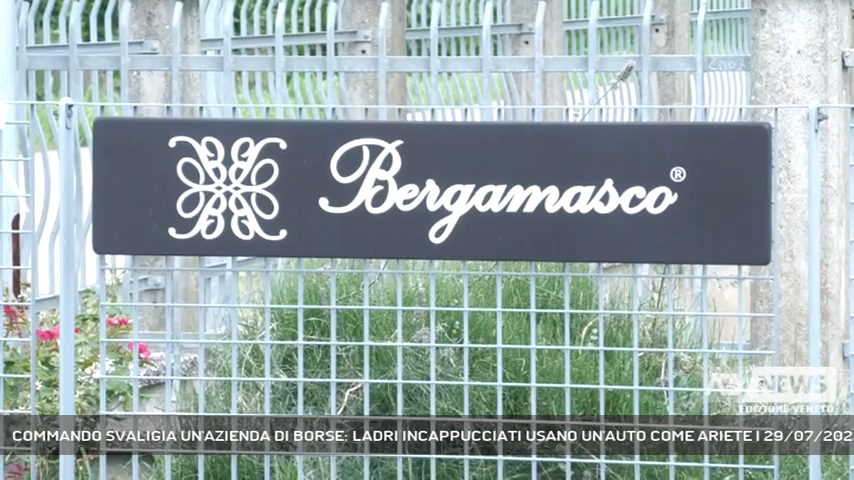 Bergamasco®
NEWS
EDIZIONE VENETO
COMMANDO SVALIGIA UN'AZIENDA DI BORSE: LADRI INCAPPUCCIATI USANO UN'AUTO COME ARIETE | 29/07/202